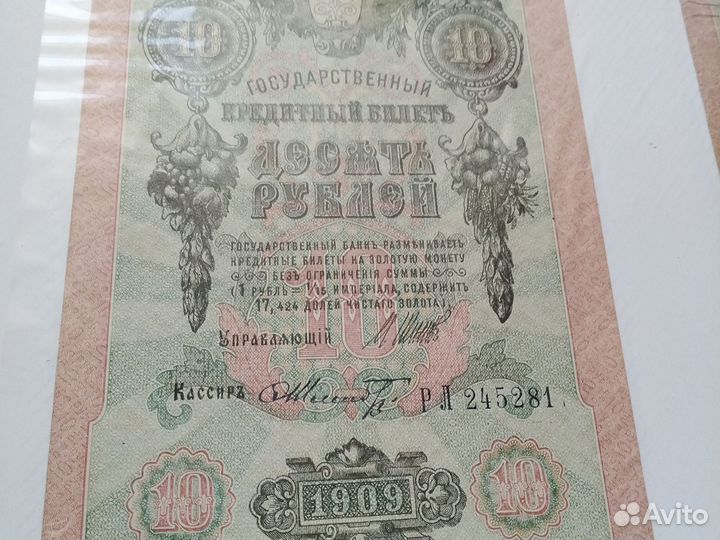 10 10
ГОСУДАРСТВЕННЫЙ
КРЕДИТНЫЙ БИЛЕТЪ
ДЕСЯТЬ
РУБЛЕЙ
ГОСУДАРСТВЕННЫЙ БАНКЪ РАЗМѢНИВАЕТЪ
КРЕДИТНЫЕ БИЛЕТЫ НА ЗОЛОТУЮ МОНЕТУ
БЕЗЪ ОГРАНИЧЕНІЯ СУММЫ
(1 РУБЛЬ = 1/15 ИМПЕРІАЛА, СОДЕРЖИТЪ
17,424 ДОЛЕЙ ЧИСТАГО ЗОЛОТА).
10
УПРАВЛЯЮЩІЙ
КАССИРЪ РЛ 245281
10 1909 10
Avito